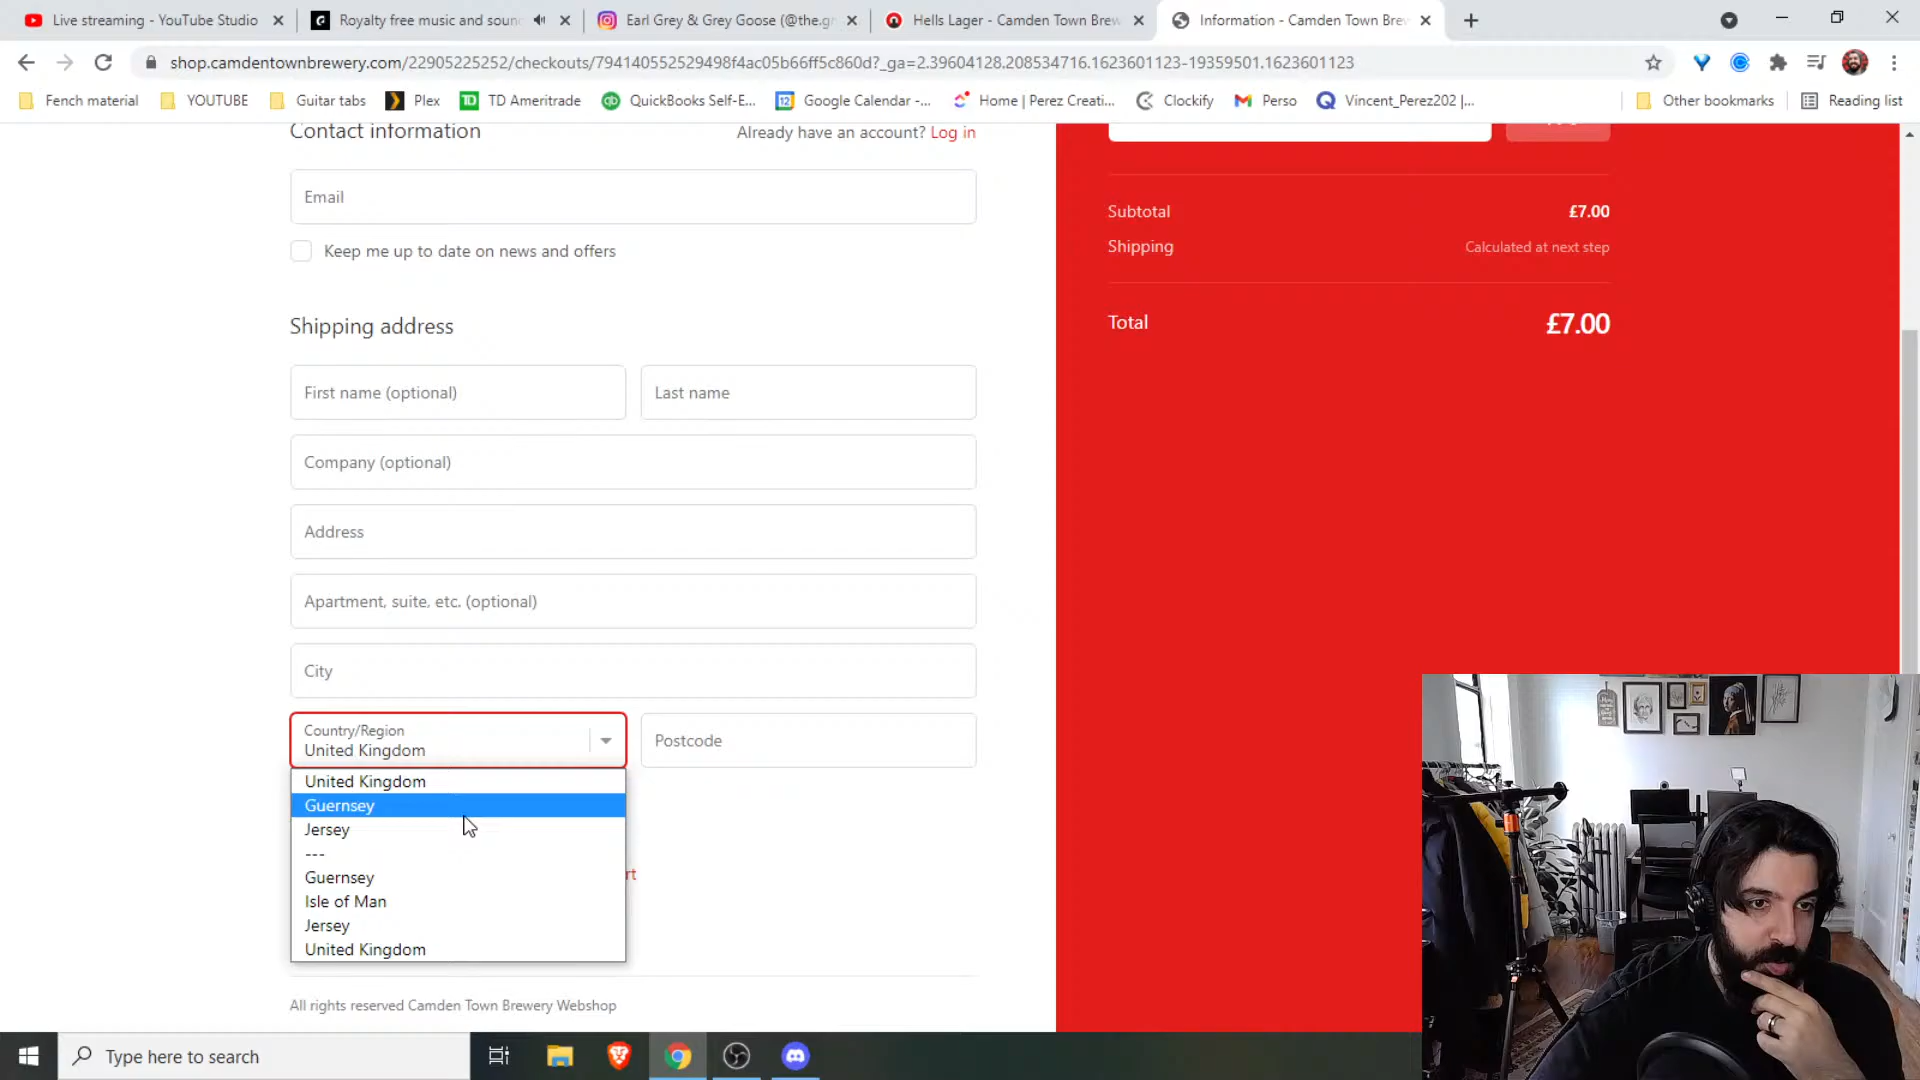 Live streaming - YouTube Studio
Royalty free music and soun
Earl Grey & Grey Goose (@the.g
Hells Lager - Camden Town Brew
Information - Camden Town Brew
shop.camdentownbrewery.com/22905225252/checkouts/794140552529498f4ac05b66ff5c860d?_ga=2.39604128.208534716.1623601123-19359501.1623601123
Fench material
YOUTUBE
Guitar tabs
Plex
TD Ameritrade
QuickBooks Self-E...
Google Calendar -...
Home | Perez Creati...
Clockify
Perso
Vincent_Perez202 |...
Other bookmarks
Reading list
Contact information
Already have an account? Log in
Email
Keep me up to date on news and offers
Shipping address
First name (optional)
Last name
Company (optional)
Address
Apartment, suite, etc. (optional)
City
Country/Region
United Kingdom
Postcode
United Kingdom
Guernsey
Jersey
---
Guernsey
Isle of Man
Jersey
United Kingdom
rt
All rights reserved Camden Town Brewery Webshop
Subtotal
£7.00
Shipping
Calculated at next step
Total
£7.00
Type here to search